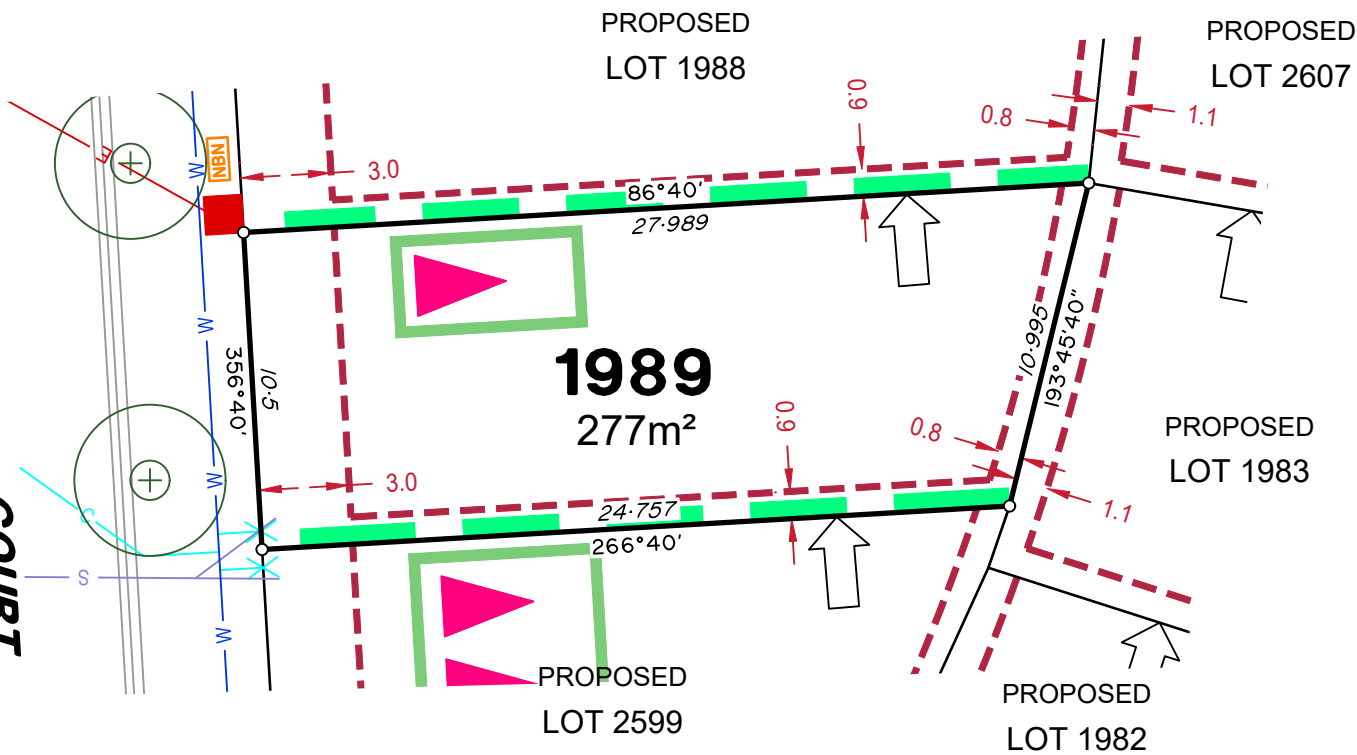 PROPOSED
LOT 1988
PROPOSED
LOT 2607
0.9
0.8
1.1
3.0
E
W
NBN
86°40'
27·989
W
356°40'
10·5
1989
277m²
10·995
193°45'40"
0.9
0.8
PROPOSED
LOT 1983
3.0
W
24·757
266°40'
1.1
S
S
W
COURT
PROPOSED
LOT 2599
PROPOSED
LOT 1982